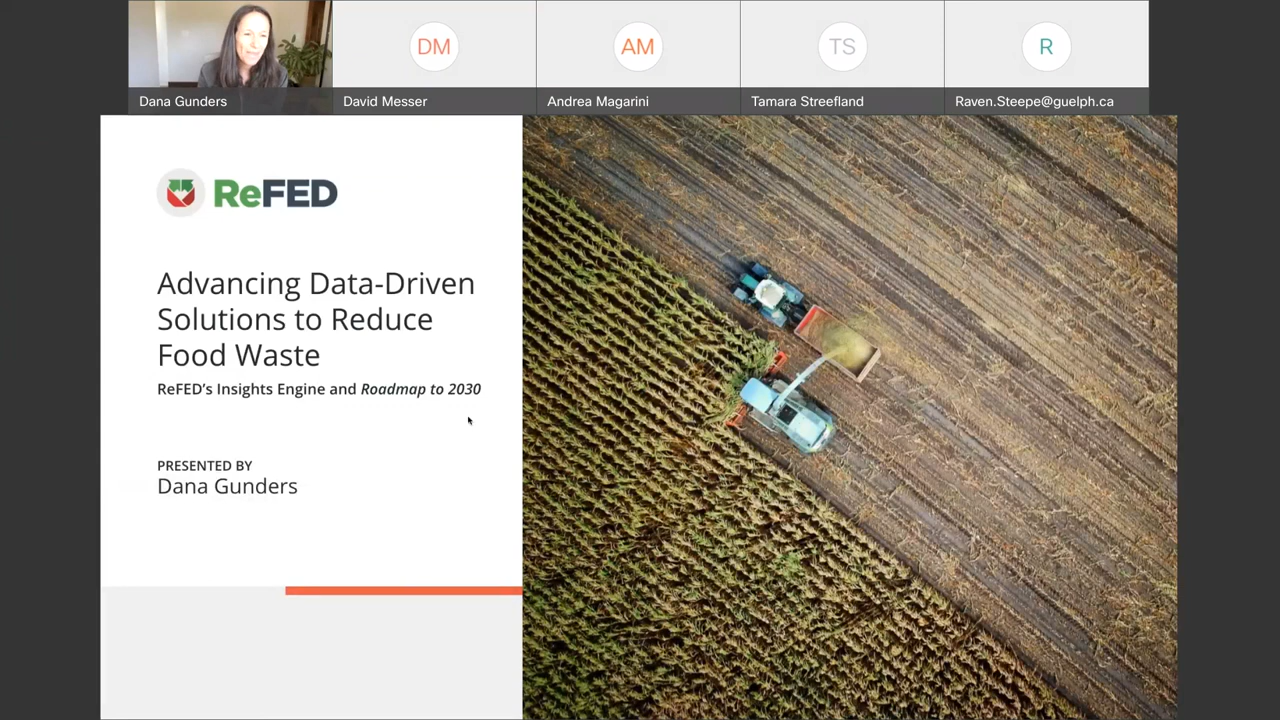 Dana Gunders
DM
David Messer
AM
Andrea Magarini
TS
Tamara Streefland
R
Raven.Steepe@guelph.ca
ReFED
Advancing Data-Driven
Solutions to Reduce
Food Waste
ReFED's Insights Engine and Roadmap to 2030
PRESENTED BY
Dana Gunders